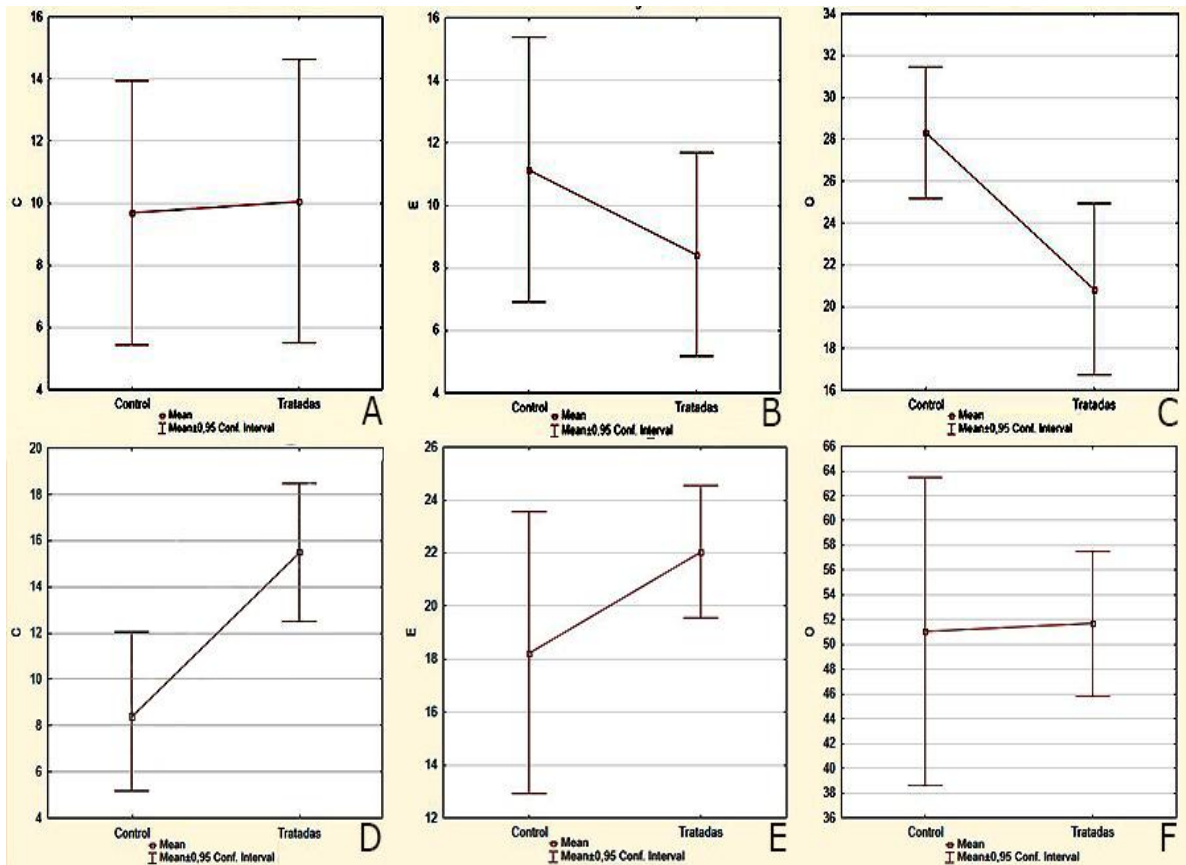 16
14
12
10
8
6
4
C
Control
Tratadas
Mean
Mean±0,95 Conf. Interval
A
16
14
12
10
8
6
4
E
Control
Tratadas
Mean
Mean±0,95 Conf. Interval
B
34
32
30
28
26
24
22
20
18
16
O
Control
Tratadas
Mean
Mean±0,95 Conf. Interval
C
20
18
16
14
12
10
8
6
4
C
Control
Tratadas
Mean
Mean±0,95 Conf. Interval
D
26
24
22
20
18
16
14
12
E
Control
Tratadas
Mean
Mean±0,95 Conf. Interval
E
66
64
62
60
58
56
54
52
50
48
46
44
42
40
38
36
O
Control
Tratadas
Mean
Mean±0,95 Conf. Interval
F